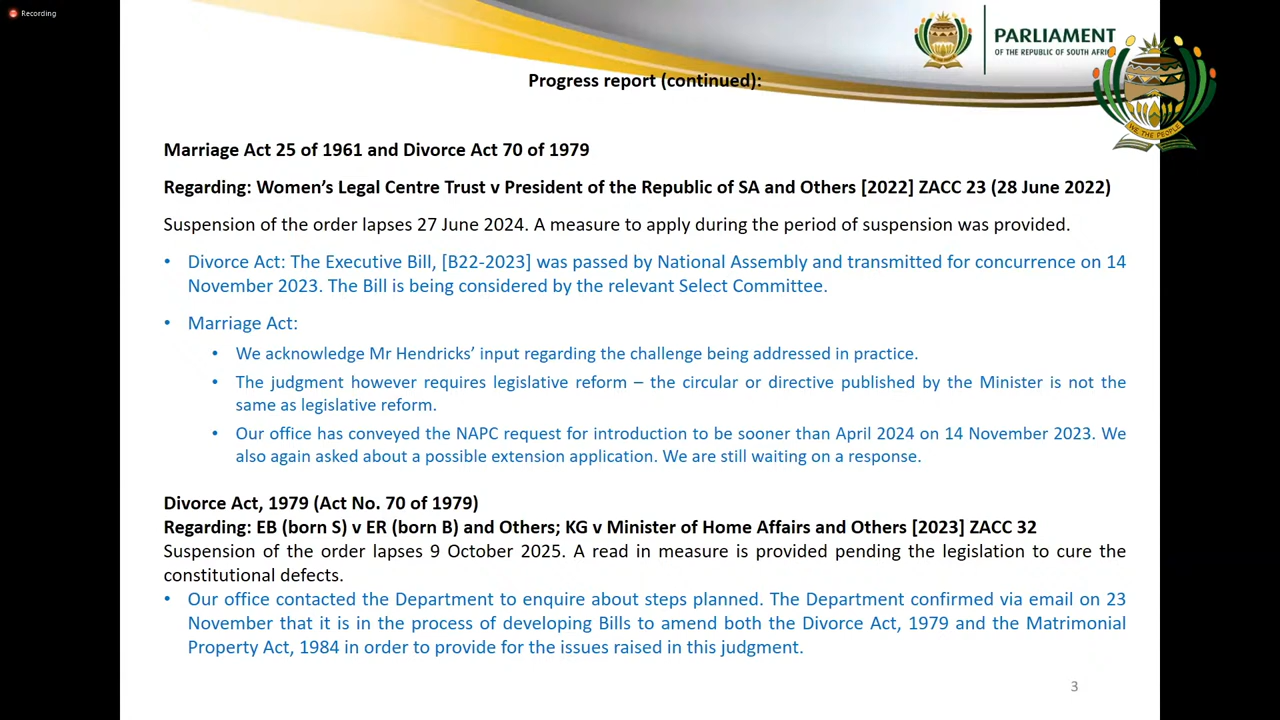 Recording
PARLIAMENT
OF THE REPUBLIC OF SOUTH
WE, THE PEOPLE
Progress report (continued):
Marriage Act 25 of 1961 and Divorce Act 70 of 1979
Regarding: Women’s Legal Centre Trust v President of the Republic of SA and Others [2022] ZACC 23 (28 June 2022)
Suspension of the order lapses 27 June 2024. A measure to apply during the period of suspension was provided.
• Divorce Act: The Executive Bill, [B22-2023] was passed by National Assembly and transmitted for concurrence on 14
November 2023. The Bill is being considered by the relevant Select Committee.
• Marriage Act:
• We acknowledge Mr Hendricks’ input regarding the challenge being addressed in practice.
• The judgment however requires legislative reform – the circular or directive published by the Minister is not the
same as legislative reform.
• Our office has conveyed the NAPC request for introduction to be sooner than April 2024 on 14 November 2023. We
also again asked about a possible extension application. We are still waiting on a response.
Divorce Act, 1979 (Act No. 70 of 1979)
Regarding: EB (born S) v ER (born B) and Others; KG v Minister of Home Affairs and Others [2023] ZACC 32
Suspension of the order lapses 9 October 2025. A read in measure is provided pending the legislation to cure the
constitutional defects.
• Our office contacted the Department to enquire about steps planned. The Department confirmed via email on 23
November that it is in the process of developing Bills to amend both the Divorce Act, 1979 and the Matrimonial
Property Act, 1984 in order to provide for the issues raised in this judgment.
3